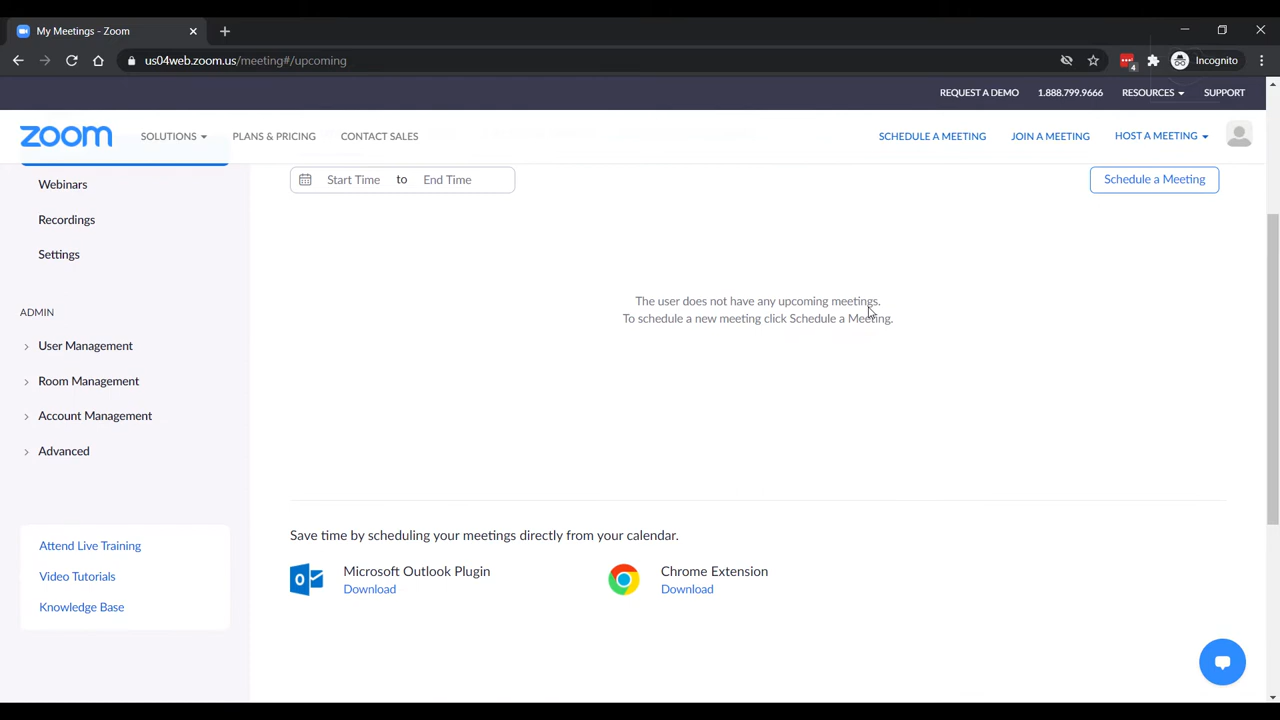 My Meetings - Zoom
us04web.zoom.us/meeting#/upcoming
4
Incognito
REQUEST A DEMO
1.888.799.9666
RESOURCES
SUPPORT
zoom
SOLUTIONS
PLANS & PRICING
CONTACT SALES
SCHEDULE A MEETING
JOIN A MEETING
HOST A MEETING
Webinars
Recordings
Settings
ADMIN
User Management
Room Management
Account Management
Advanced
Attend Live Training
Video Tutorials
Knowledge Base
Start Time to End Time
Schedule a Meeting
The user does not have any upcoming meetings.
To schedule a new meeting click Schedule a Meeting.
Save time by scheduling your meetings directly from your calendar.
Microsoft Outlook Plugin
Download
Chrome Extension
Download